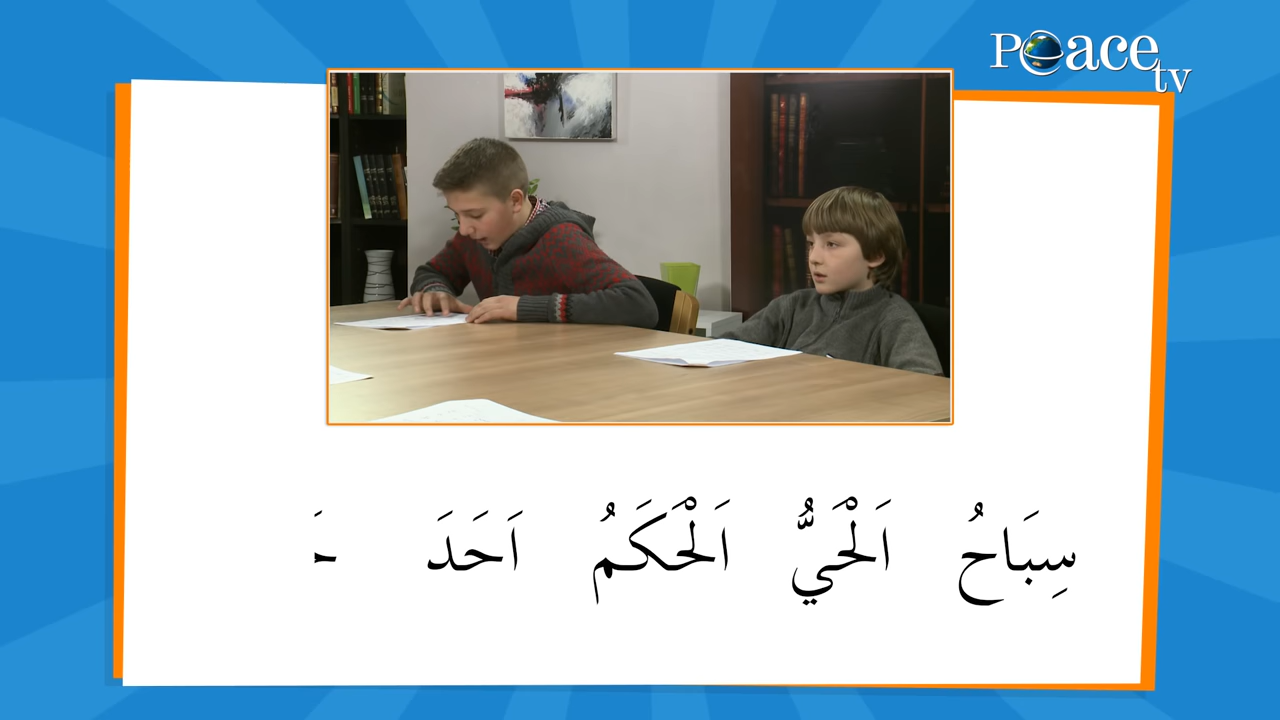 Peace
tv
سِبَاحُ اَلْحَيُّ اَلْحَكَمُ اَحَدَ حَـ